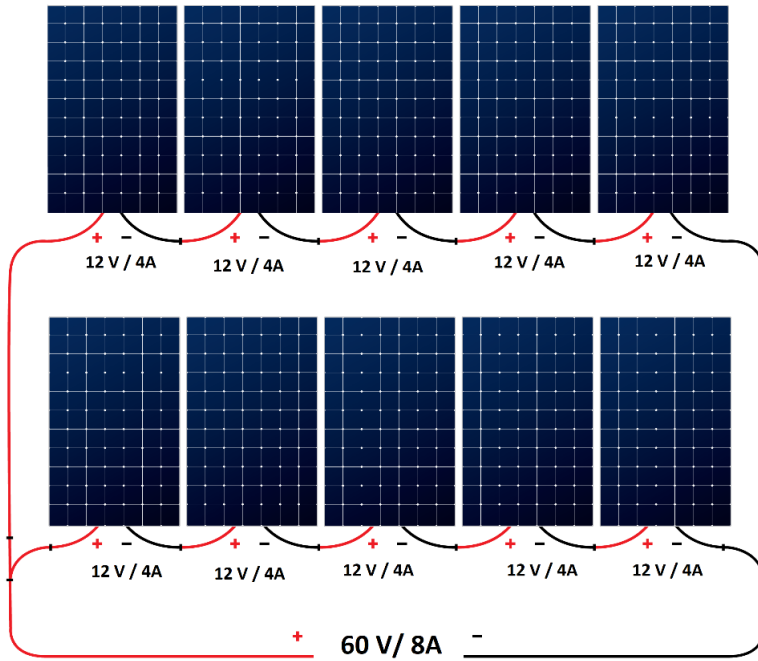 + − + − + − + − + −
12 V / 4A 12 V / 4A 12 V / 4A 12 V / 4A 12 V / 4A
+ − + − + − + − + −
12 V / 4A 12 V / 4A 12 V / 4A 12 V / 4A 12 V / 4A
+ 60 V/ 8A −